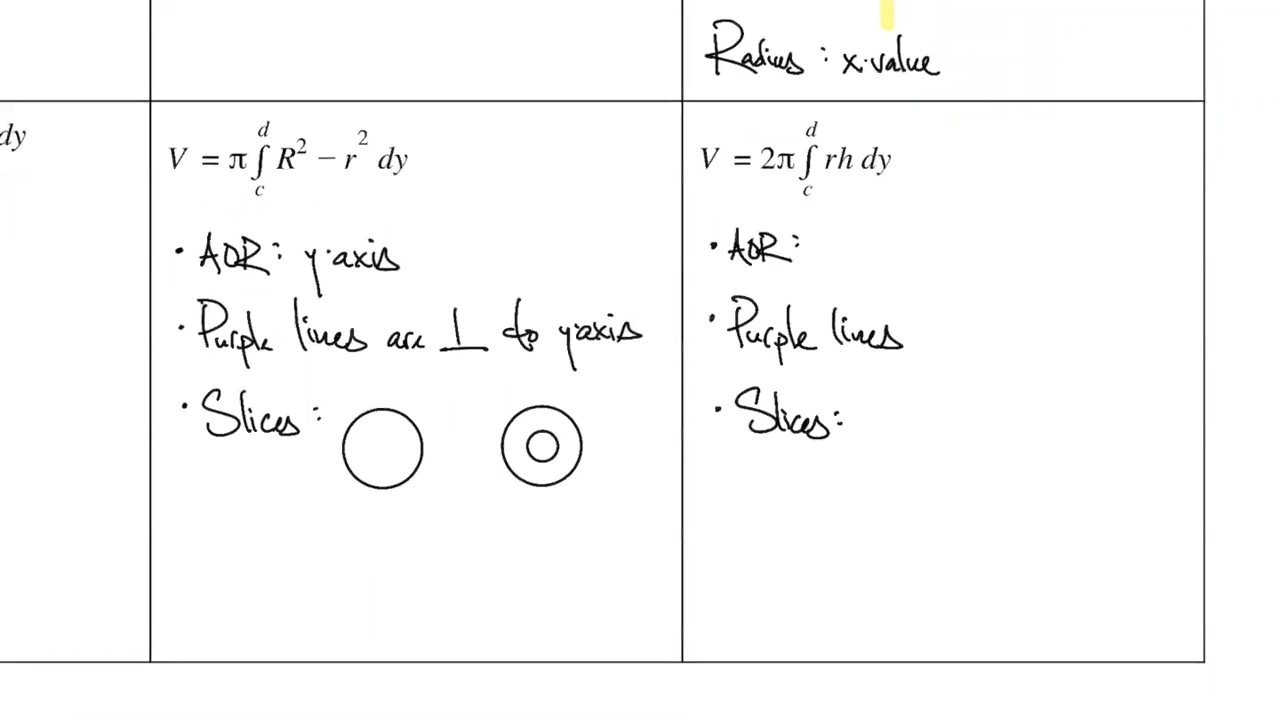 Radius : x-value
dy
V = π ∫_c^d R² − r² dy
• AOR: y-axis
• Purple lines are ⊥ to y-axis
• Slices:
V = 2π ∫_c^d rh dy
• AOR:
• Purple lines
• Slices: